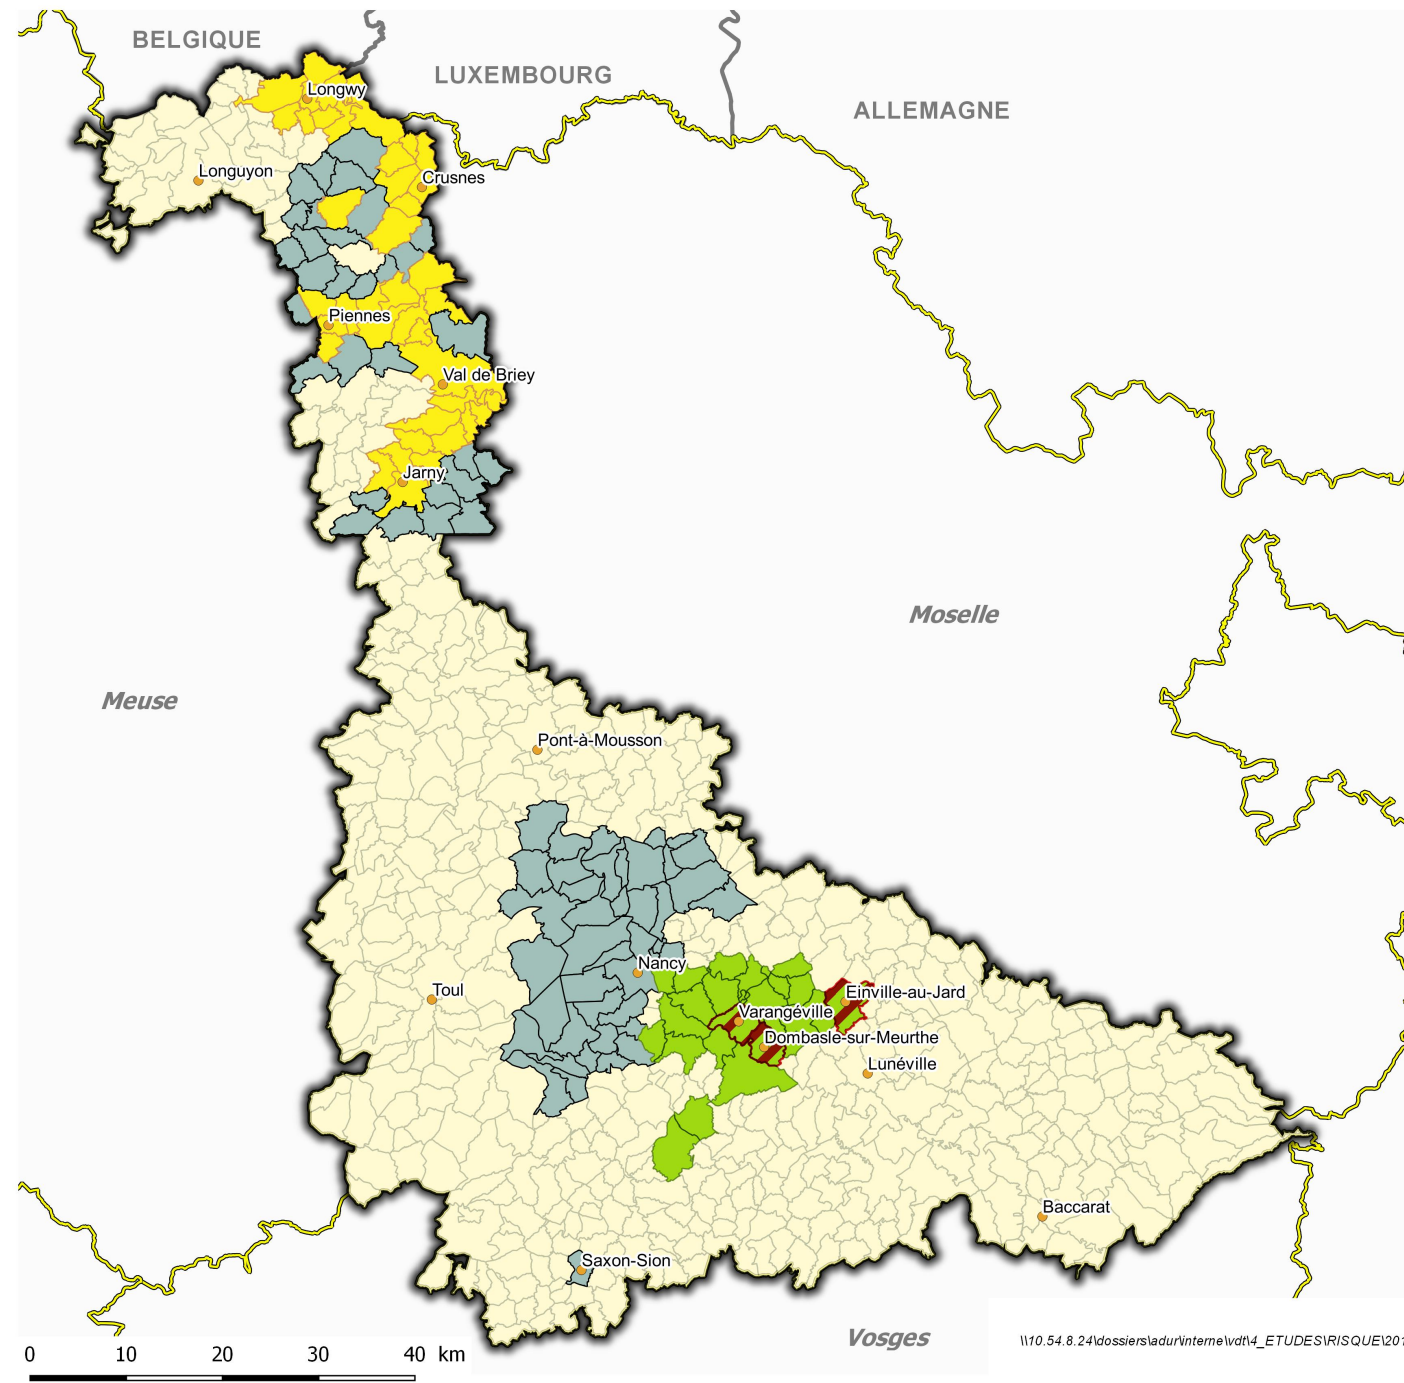 BELGIQUE
LUXEMBOURG
ALLEMAGNE
Longwy
Longuyon
Crusnes
Piennes
Val de Briey
Jarny
Moselle
Meuse
Pont-à-Mousson
Nancy
Toul
Einville-au-Jard
Varangéville
Dombasle-sur-Meurthe
Lunéville
Baccarat
Saxon-Sion
Vosges
\\10.54.8.24\dossiers\adur\interne\vdt\4_ETUDES\RISQUE\201
0 10 20 30 40 km